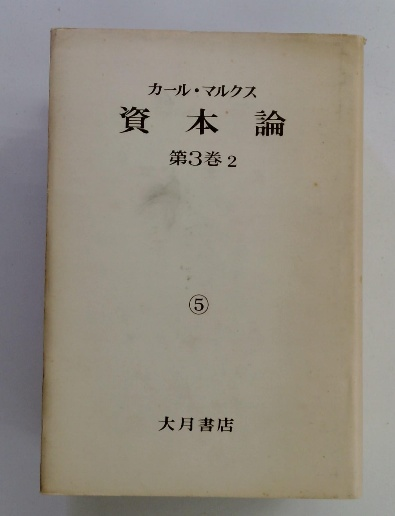 カール・マルクス
資本論
第3巻 2
⑤
大月書店